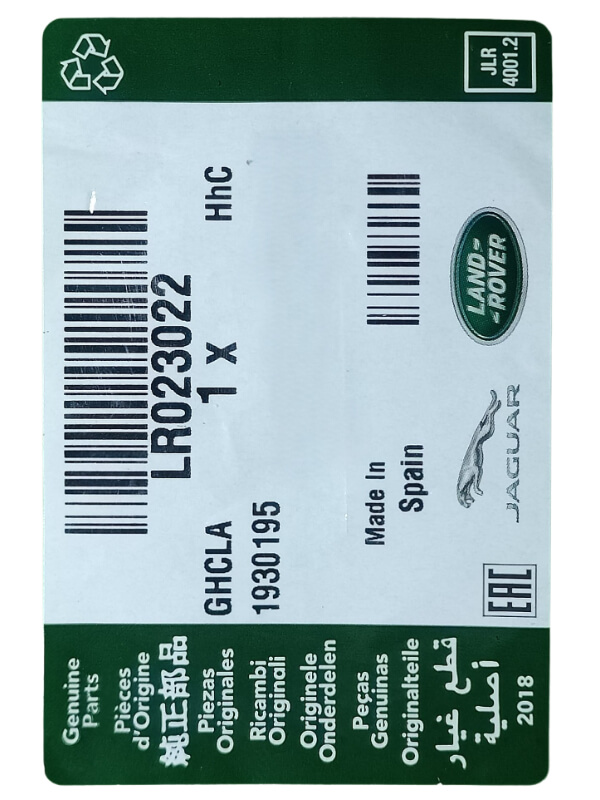 Genuine
Parts
Pièces
d'Origine
純正部品
Piezas
Originales
Ricambi
Originali
Originele
Onderdelen
Peças
Genuinas
Originalteile
قطع غيار
أصلية
2018
LR023022
GHCLA
1 X
HhC
1930195
Made In
Spain
EAC
JAGUAR
LAND
ROVER
JLR
4001.2